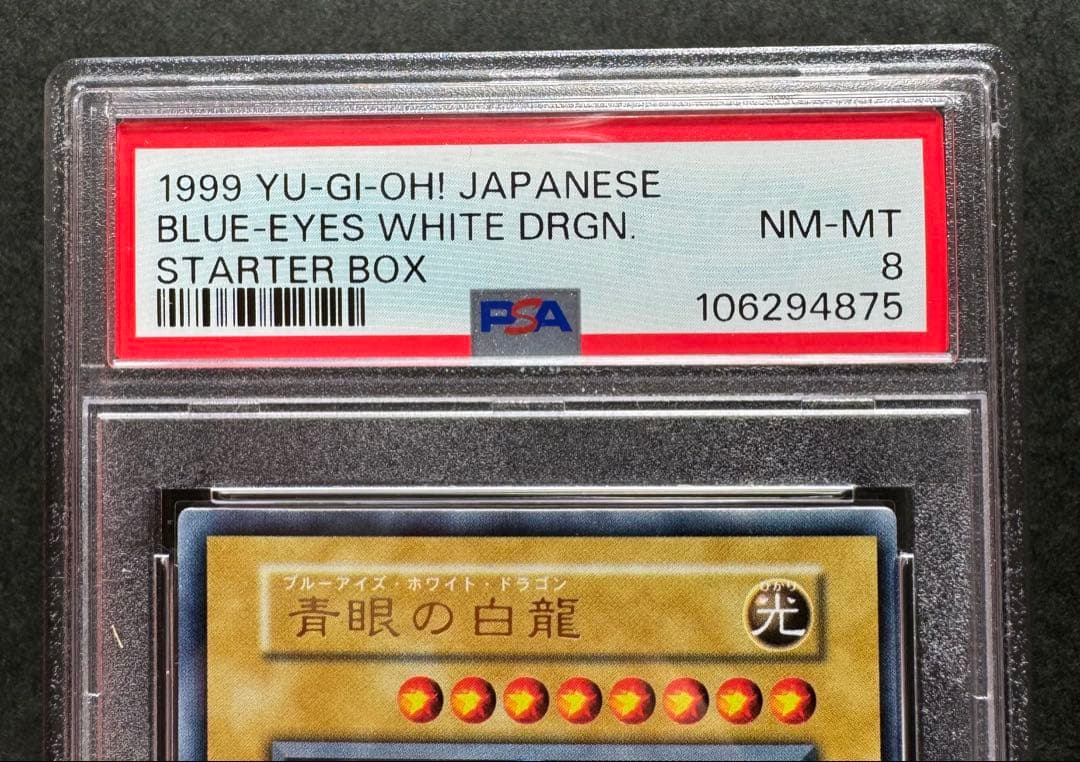 1999 YU-GI-OH! JAPANESE
BLUE-EYES WHITE DRGN. NM-MT
STARTER BOX 8
PSA 106294875
ブルーアイズ・ホワイト・ドラゴン
青眼の白龍
ひかり
光